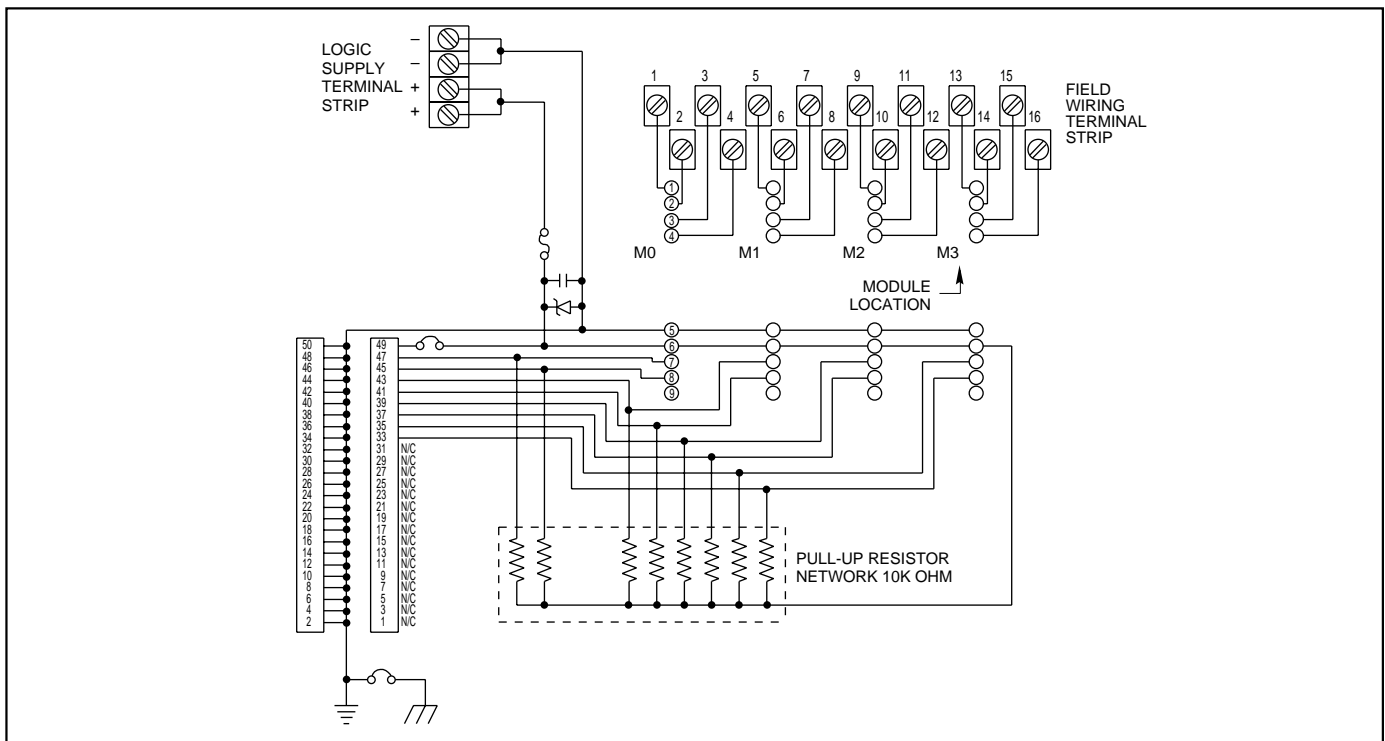 LOGIC
SUPPLY
TERMINAL
STRIP
–
–
+
+
1 3 5 7 9 11 13 15
2 4 6 8 10 12 14 16
FIELD
WIRING
TERMINAL
STRIP
1
2
3
4
M0 M1 M2 M3
MODULE
LOCATION
5
6
7
8
9
50 49
48 47
46 45
44 43
42 41
40 39
38 37
36 35
34 33
32 31 N/C
30 29 N/C
28 27 N/C
26 25 N/C
24 23 N/C
22 21 N/C
20 19 N/C
18 17 N/C
16 15 N/C
14 13 N/C
12 11 N/C
10 9 N/C
8 7 N/C
6 5 N/C
4 3 N/C
2 1 N/C
PULL-UP RESISTOR
NETWORK 10K OHM